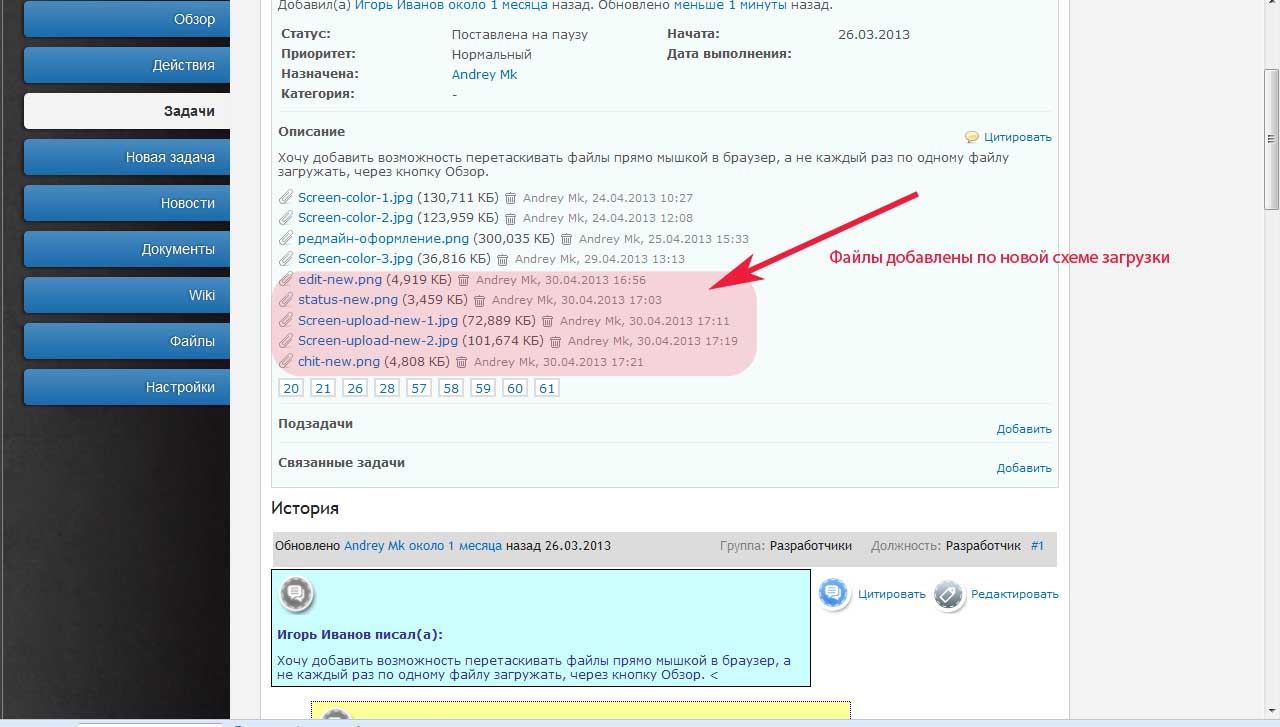 Обзор
Действия
Задачи
Новая задача
Новости
Документы
Wiki
Файлы
Настройки
Добавил(а) Игорь Иванов около 1 месяца назад. Обновлено меньше 1 минуты назад.
Статус: Поставлена на паузу Начата: 26.03.2013
Приоритет: Нормальный Дата выполнения:
Назначена: Andrey Mk
Категория: -
Описание
Цитировать
Хочу добавить возможность перетаскивать файлы прямо мышкой в браузер, а не каждый раз по одному файлу
загружать, через кнопку Обзор.
Screen-color-1.jpg (130,711 КБ) Andrey Mk, 24.04.2013 10:27
Screen-color-2.jpg (123,959 КБ) Andrey Mk, 24.04.2013 12:08
редмайн-оформление.png (300,035 КБ) Andrey Mk, 25.04.2013 15:33
Screen-color-3.jpg (36,816 КБ) Andrey Mk, 29.04.2013 13:13
Файлы добавлены по новой схеме загрузки
edit-new.png (4,919 КБ) Andrey Mk, 30.04.2013 16:56
status-new.png (3,459 КБ) Andrey Mk, 30.04.2013 17:03
Screen-upload-new-1.jpg (72,889 КБ) Andrey Mk, 30.04.2013 17:11
Screen-upload-new-2.jpg (101,674 КБ) Andrey Mk, 30.04.2013 17:19
chit-new.png (4,808 КБ) Andrey Mk, 30.04.2013 17:21
20 21 26 28 57 58 59 60 61
Подзадачи
Добавить
Связанные задачи
Добавить
История
Обновлено Andrey Mk около 1 месяца назад 26.03.2013 Группа: Разработчики Должность: Разработчик #1
Цитировать Редактировать
Игорь Иванов писал(а):
Хочу добавить возможность перетаскивать файлы прямо мышкой в браузер, а
не каждый раз по одному файлу загружать, через кнопку Обзор. <